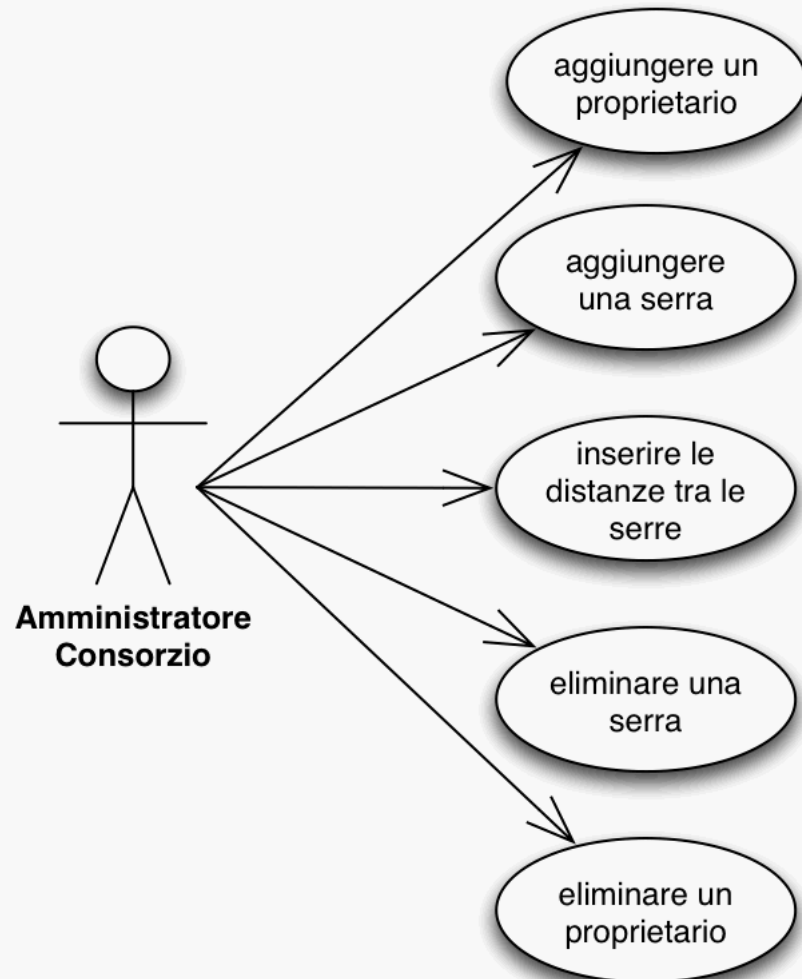 aggiungere un
proprietario
aggiungere
una serra
inserire le
distanze tra le
serre
Amministratore
Consorzio
eliminare una
serra
eliminare un
proprietario